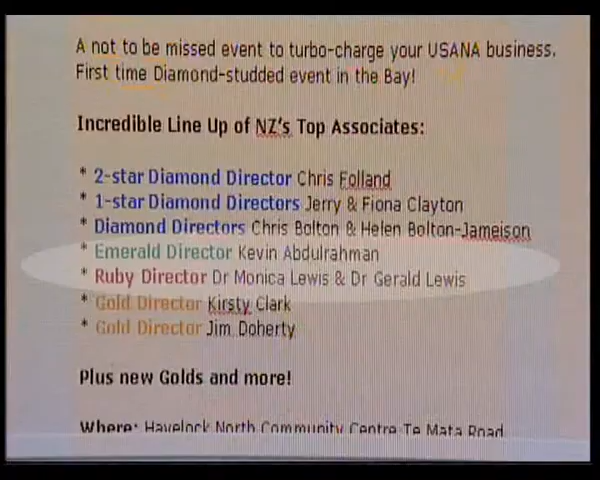 A not to be missed event to turbo-charge your USANA business.
First time Diamond-studded event in the Bay!
Incredible Line Up of NZ's Top Associates:
* 2-star Diamond Director Chris Folland
* 1-star Diamond Directors Jerry & Fiona Clayton
* Diamond Directors Chris Bolton & Helen Bolton-Jameison
* Emerald Director Kevin Abdulrahman
* Ruby Director Dr Monica Lewis & Dr Gerald Lewis
* Gold Director Kirsty Clark
* Gold Director Jim Doherty
Plus new Golds and more!
Where: Havelock North Community Centre Te Mata Road